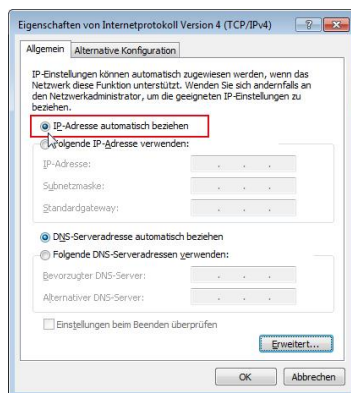 Eigenschaften von Internetprotokoll Version 4 (TCP/IPv4)
Allgemein
Alternative Konfiguration
IP-Einstellungen können automatisch zugewiesen werden, wenn das
Netzwerk diese Funktion unterstützt. Wenden Sie sich andernfalls an
den Netzwerkadministrator, um die geeigneten IP-Einstellungen zu
beziehen.
IP-Adresse automatisch beziehen
Folgende IP-Adresse verwenden:
IP-Adresse:
Subnetzmaske:
Standardgateway:
DNS-Serveradresse automatisch beziehen
Folgende DNS-Serveradressen verwenden:
Bevorzugter DNS-Server:
Alternativer DNS-Server:
Einstellungen beim Beenden überprüfen
Erweitert...
OK
Abbrechen